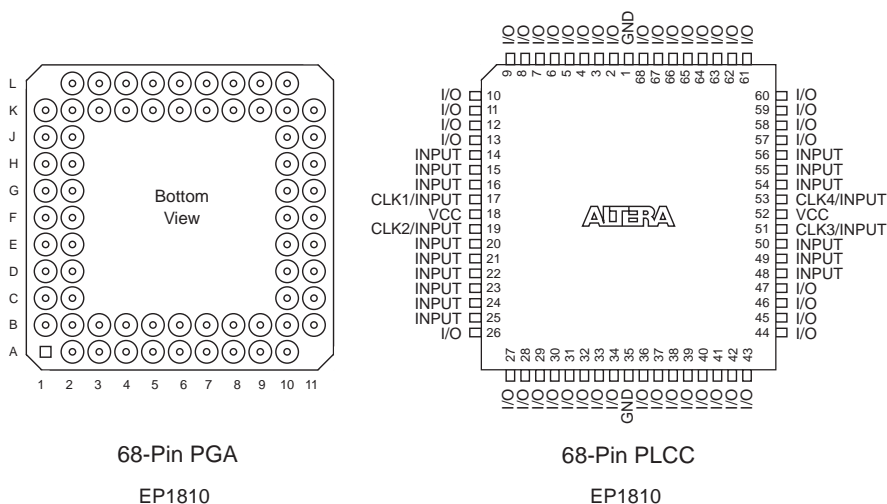 L
K
J
H
G
F
E
D
C
B
A
Bottom
View
1 2 3 4 5 6 7 8 9 10 11
68-Pin PGA
EP1810
I/O I/O I/O I/O I/O I/O I/O I/O GND I/O I/O I/O I/O I/O I/O I/O I/O
9 8 7 6 5 4 3 2 1 68 67 66 65 64 63 62 61
I/O 10
I/O 11
I/O 12
I/O 13
INPUT 14
INPUT 15
INPUT 16
CLK1/INPUT 17
VCC 18
CLK2/INPUT 19
INPUT 20
INPUT 21
INPUT 22
INPUT 23
INPUT 24
INPUT 25
I/O 26
ALTERA
60 I/O
59 I/O
58 I/O
57 I/O
56 INPUT
55 INPUT
54 INPUT
53 CLK4/INPUT
52 VCC
51 CLK3/INPUT
50 INPUT
49 INPUT
48 INPUT
47 I/O
46 I/O
45 I/O
44 I/O
27 28 29 30 31 32 33 34 35 36 37 38 39 40 41 42 43
I/O I/O I/O I/O I/O I/O I/O I/O GND I/O I/O I/O I/O I/O I/O I/O I/O
68-Pin PLCC
EP1810